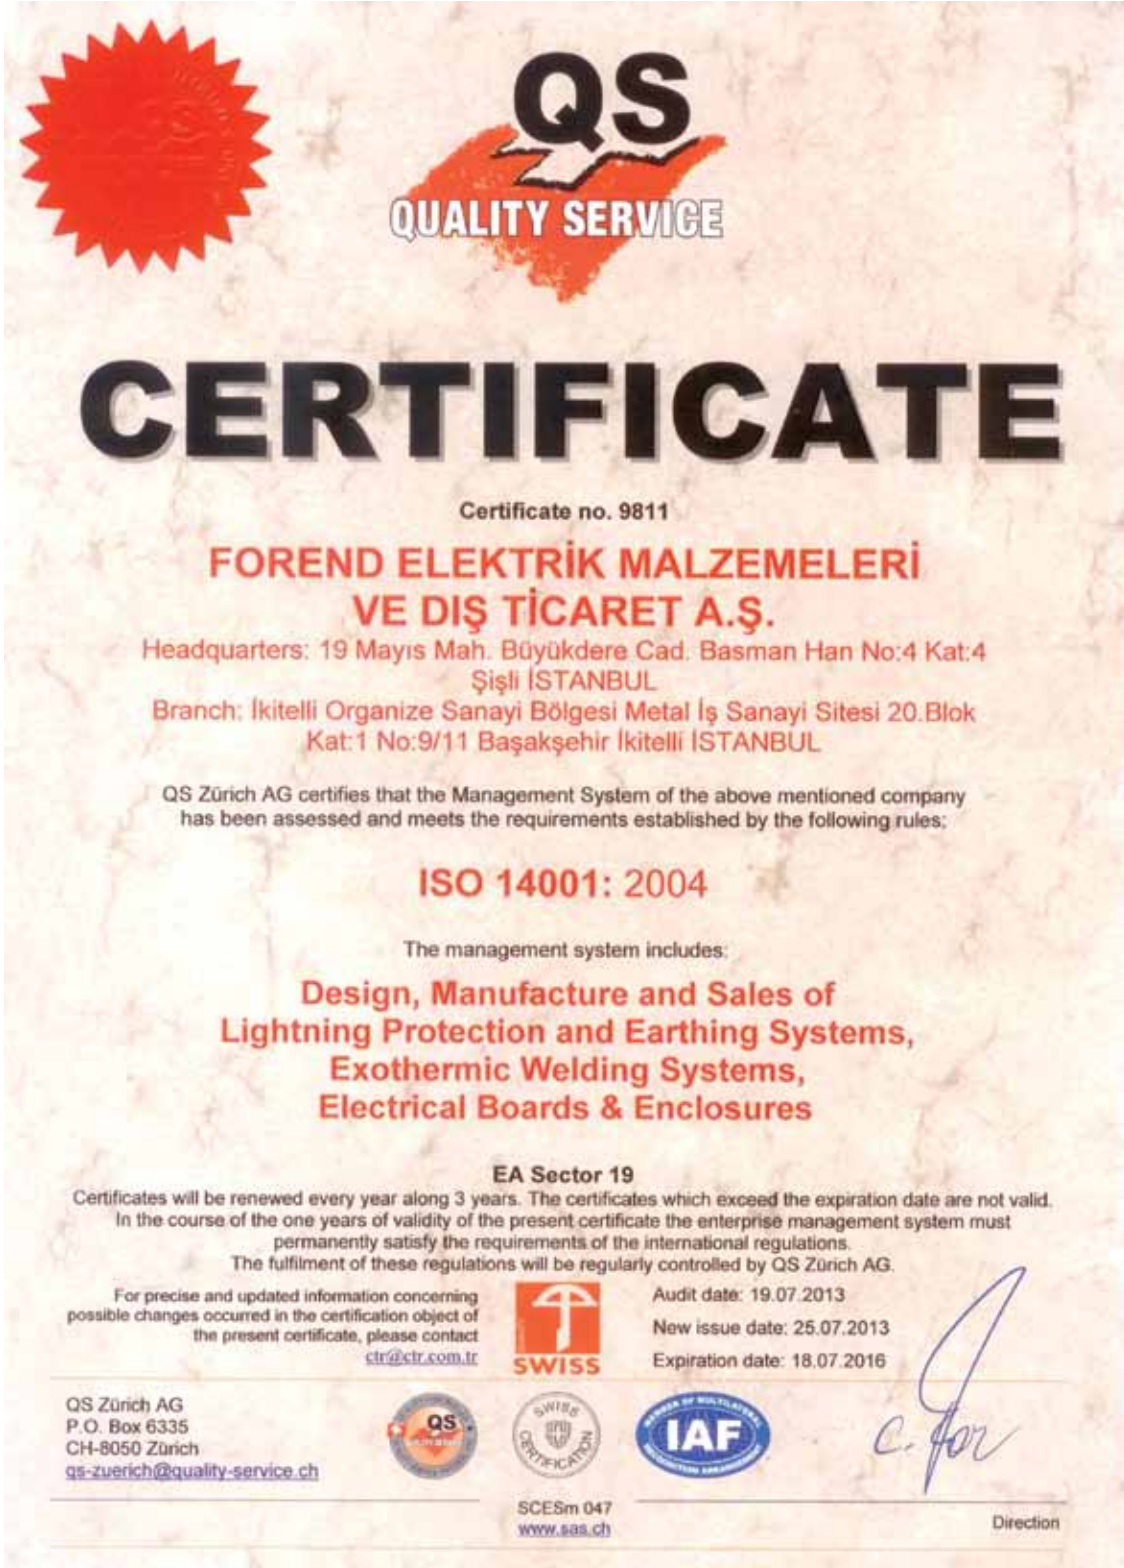 QS
QUALITY SERVICE
CERTIFICATE
Certificate no. 9811
FOREND ELEKTRİK MALZEMELERİ
VE DIŞ TİCARET A.Ş.
Headquarters: 19 Mayıs Mah. Büyükdere Cad. Basman Han No:4 Kat:4
Şişli İSTANBUL
Branch: İkitelli Organize Sanayi Bölgesi Metal İş Sanayi Sitesi 20.Blok
Kat:1 No:9/11 Başakşehir İkitelli İSTANBUL
QS Zürich AG certifies that the Management System of the above mentioned company
has been assessed and meets the requirements established by the following rules:
ISO 14001: 2004
The management system includes:
Design, Manufacture and Sales of
Lightning Protection and Earthing Systems,
Exothermic Welding Systems,
Electrical Boards & Enclosures
EA Sector 19
Certificates will be renewed every year along 3 years. The certificates which exceed the expiration date are not valid.
In the course of the one years of validity of the present certificate the enterprise management system must
permanently satisfy the requirements of the international regulations.
The fulfilment of these regulations will be regularly controlled by QS Zürich AG.
For precise and updated information concerning
possible changes occurred in the certification object of
the present certificate, please contact
ctr@ctr.com.tr
SWISS
Audit date: 19.07.2013
New issue date: 25.07.2013
Expiration date: 18.07.2016
QS Zürich AG
P.O. Box 6335
CH-8050 Zürich
qs-zuerich@quality-service.ch
QS
SWISS
CERTIFICATION
MEMBER OF MULTILATERAL
IAF
RECOGNITION ARRANGEMENT
SCESm 047
www.sas.ch
Direction